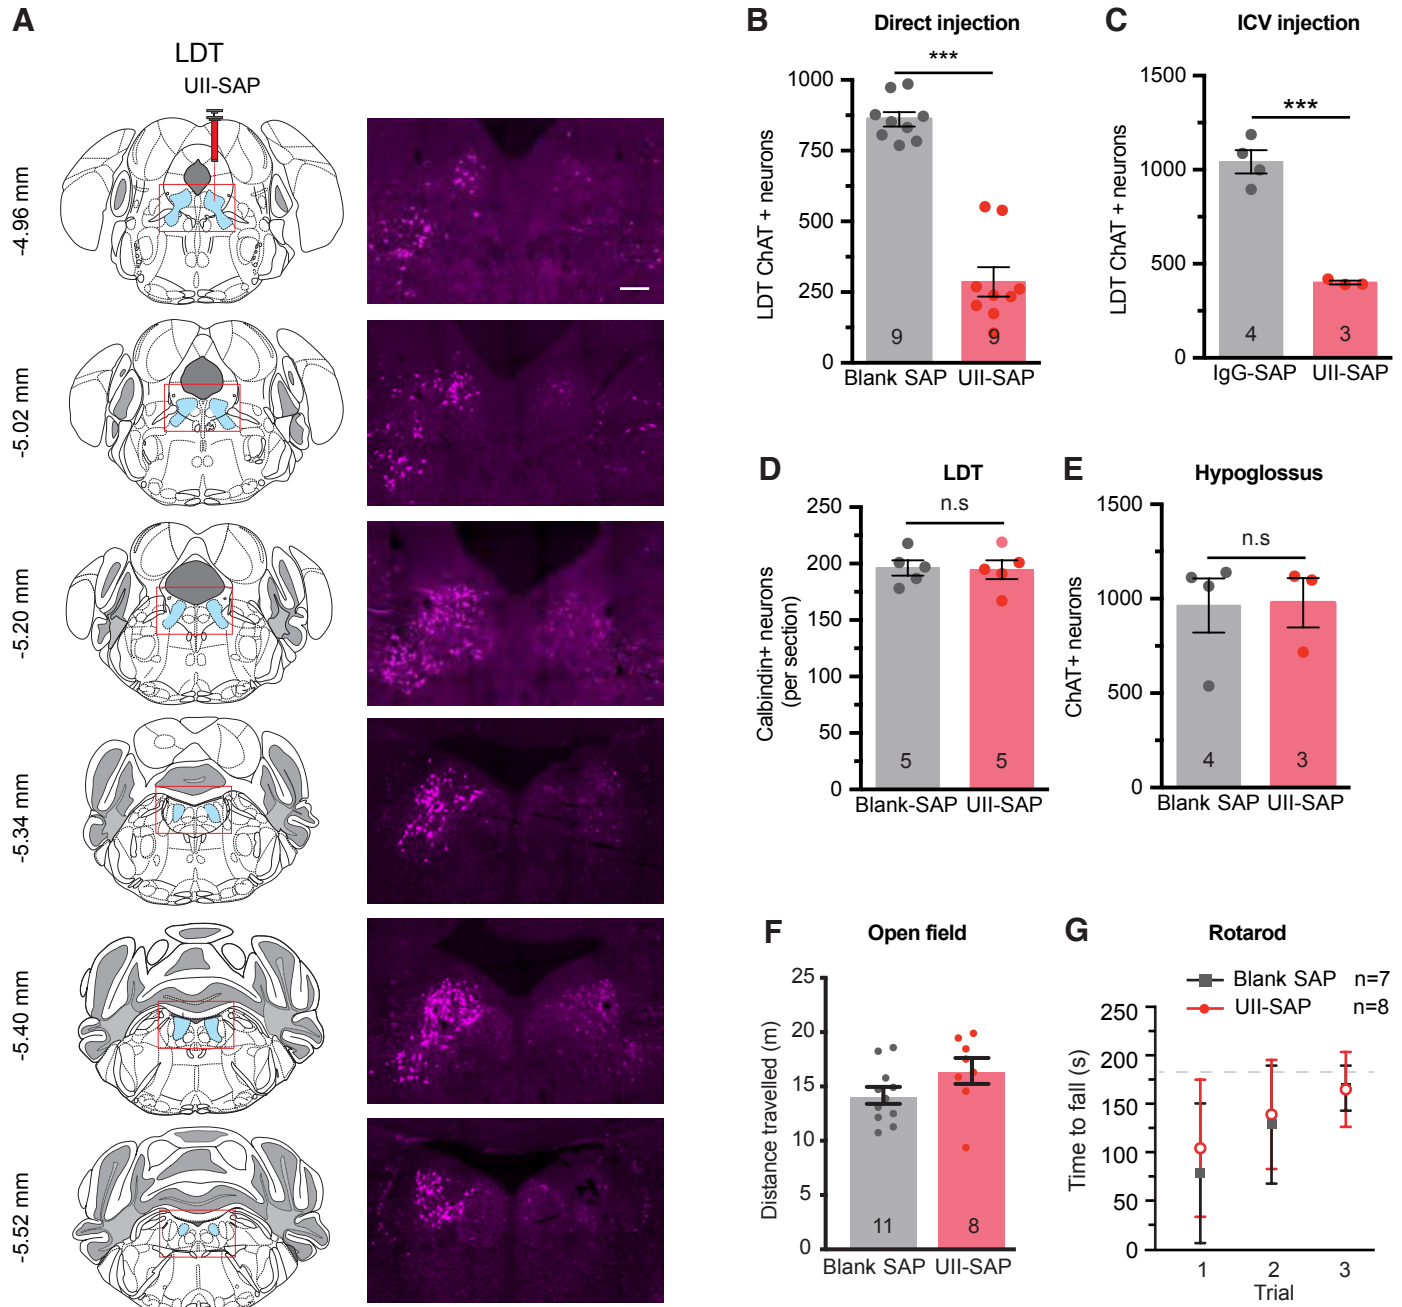 A
LDT
UII-SAP
-4.96 mm
-5.02 mm
-5.20 mm
-5.34 mm
-5.40 mm
-5.52 mm
B
Direct injection
***
LDT ChAT + neurons
1000
750
500
250
0
9
9
Blank SAP
UII-SAP
C
ICV injection
***
LDT ChAT + neurons
1500
1000
500
0
4
3
IgG-SAP
UII-SAP
D
LDT
n.s
Calbindin+ neurons
(per section)
250
200
150
100
50
0
5
5
Blank-SAP
UII-SAP
E
Hypoglossus
n.s
ChAT+ neurons
1500
1000
500
0
4
3
Blank SAP
UII-SAP
F
Open field
Distance travelled (m)
25
20
15
10
5
0
11
8
Blank SAP
UII-SAP
G
Rotarod
Blank SAP n=7
UII-SAP n=8
Time to fall (s)
250
200
150
100
50
0
1
2
3
Trial